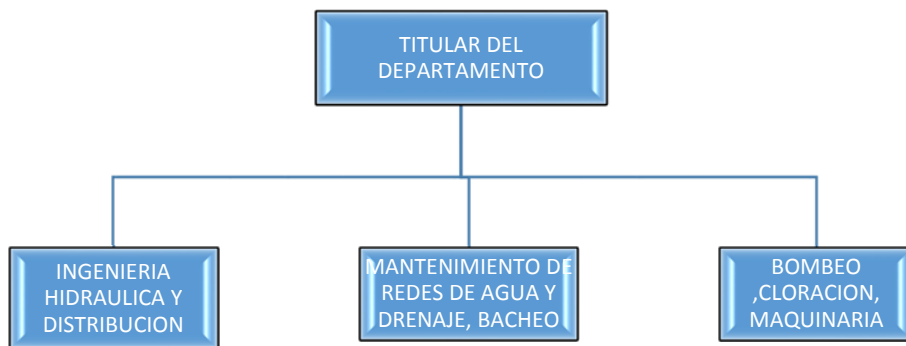 TITULAR DEL
DEPARTAMENTO
INGENIERIA
HIDRAULICA Y
DISTRIBUCION
MANTENIMIENTO DE
REDES DE AGUA Y
DRENAJE, BACHEO
BOMBEO
,CLORACION,
MAQUINARIA